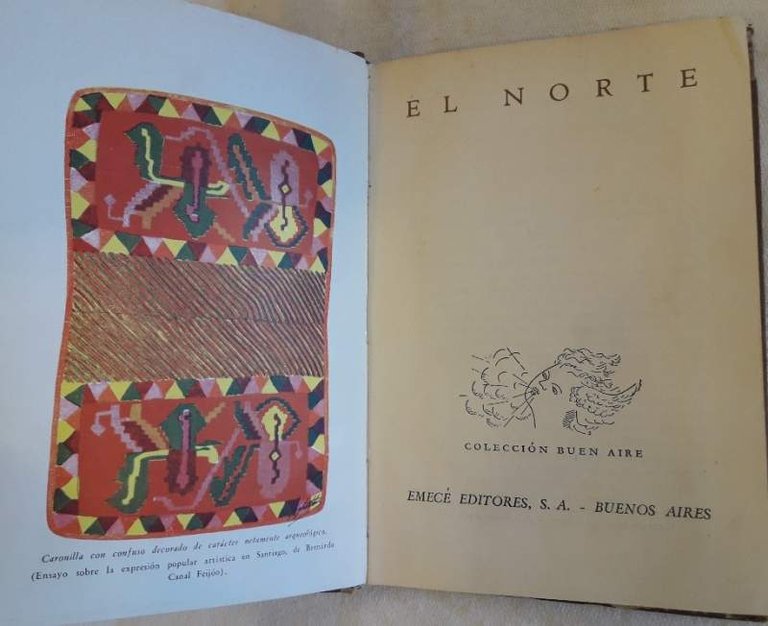 Caronilla con confuso decorado de carácter netamente arqueológico.
(Ensayo sobre la expresión popular artística en Santiago, de Bernardo
Canal Feijóo).
EL NORTE
COLECCIÓN BUEN AIRE
EMECÉ EDITORES, S. A. - BUENOS AIRES